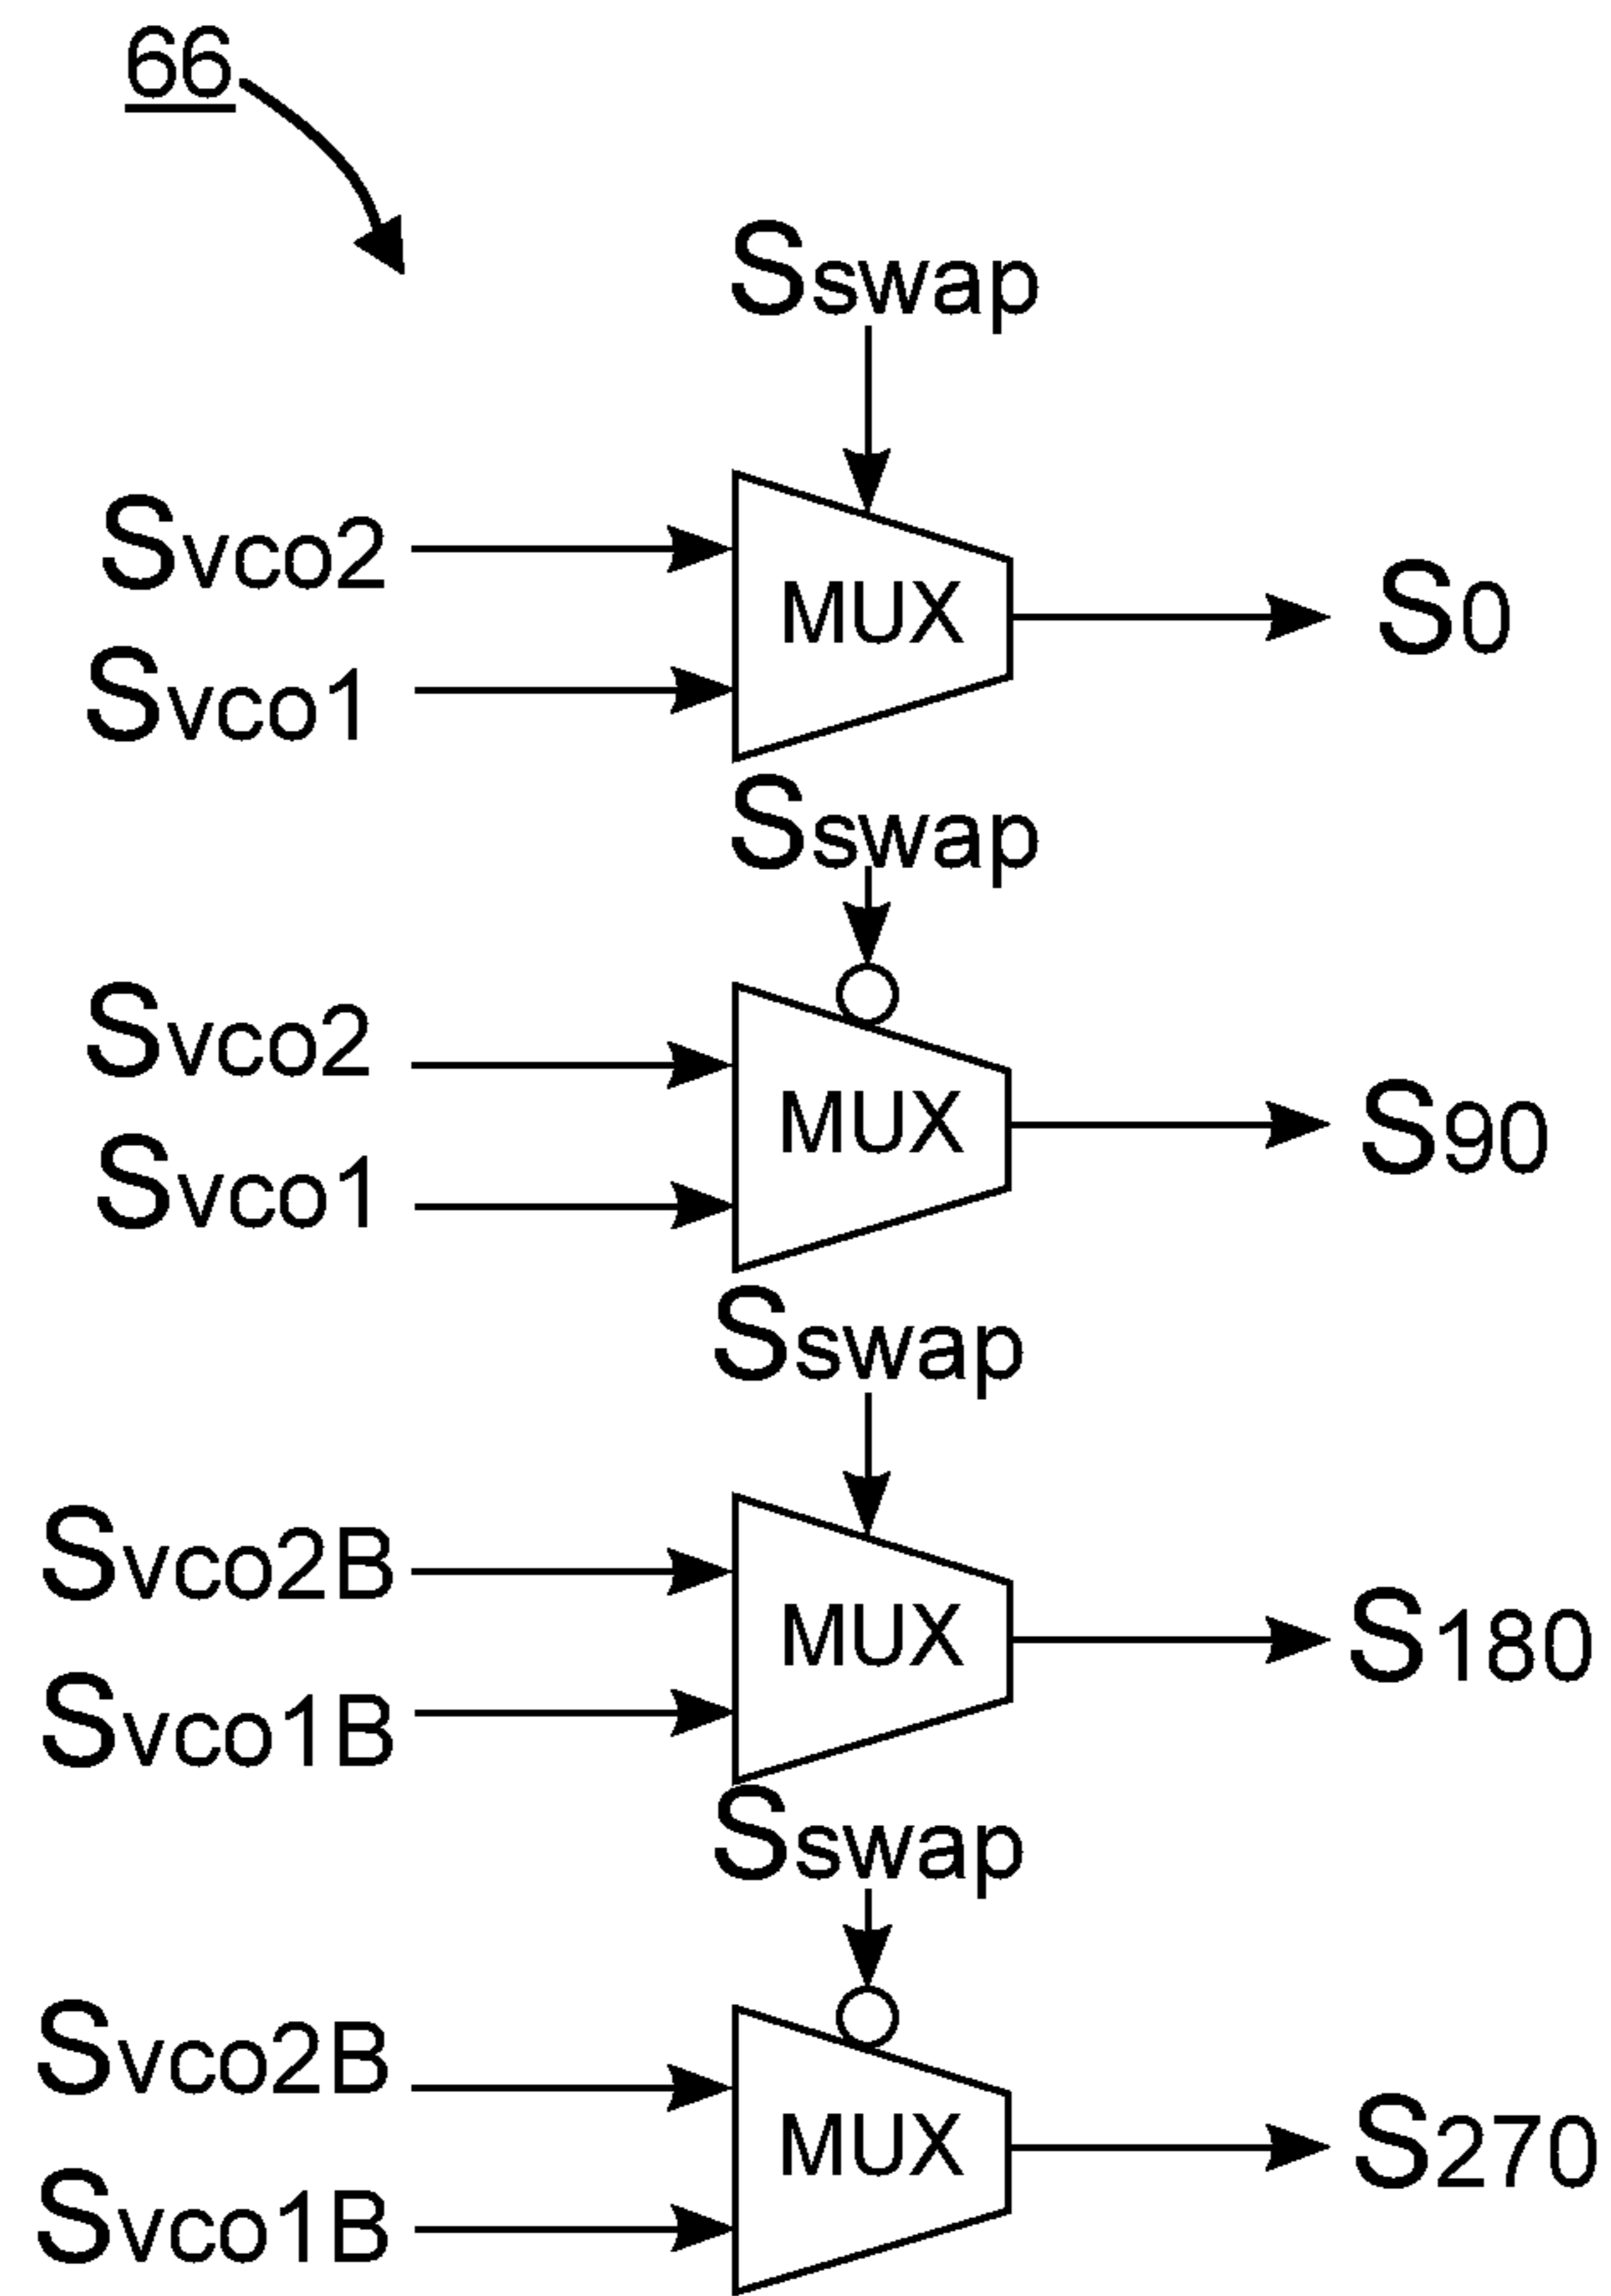 66
Sswap
Svco2
MUX
S0
Svco1
Sswap
Svco2
MUX
S90
Svco1
Sswap
Svco2B
MUX
S180
Svco1B
Sswap
Svco2B
MUX
S270
Svco1B